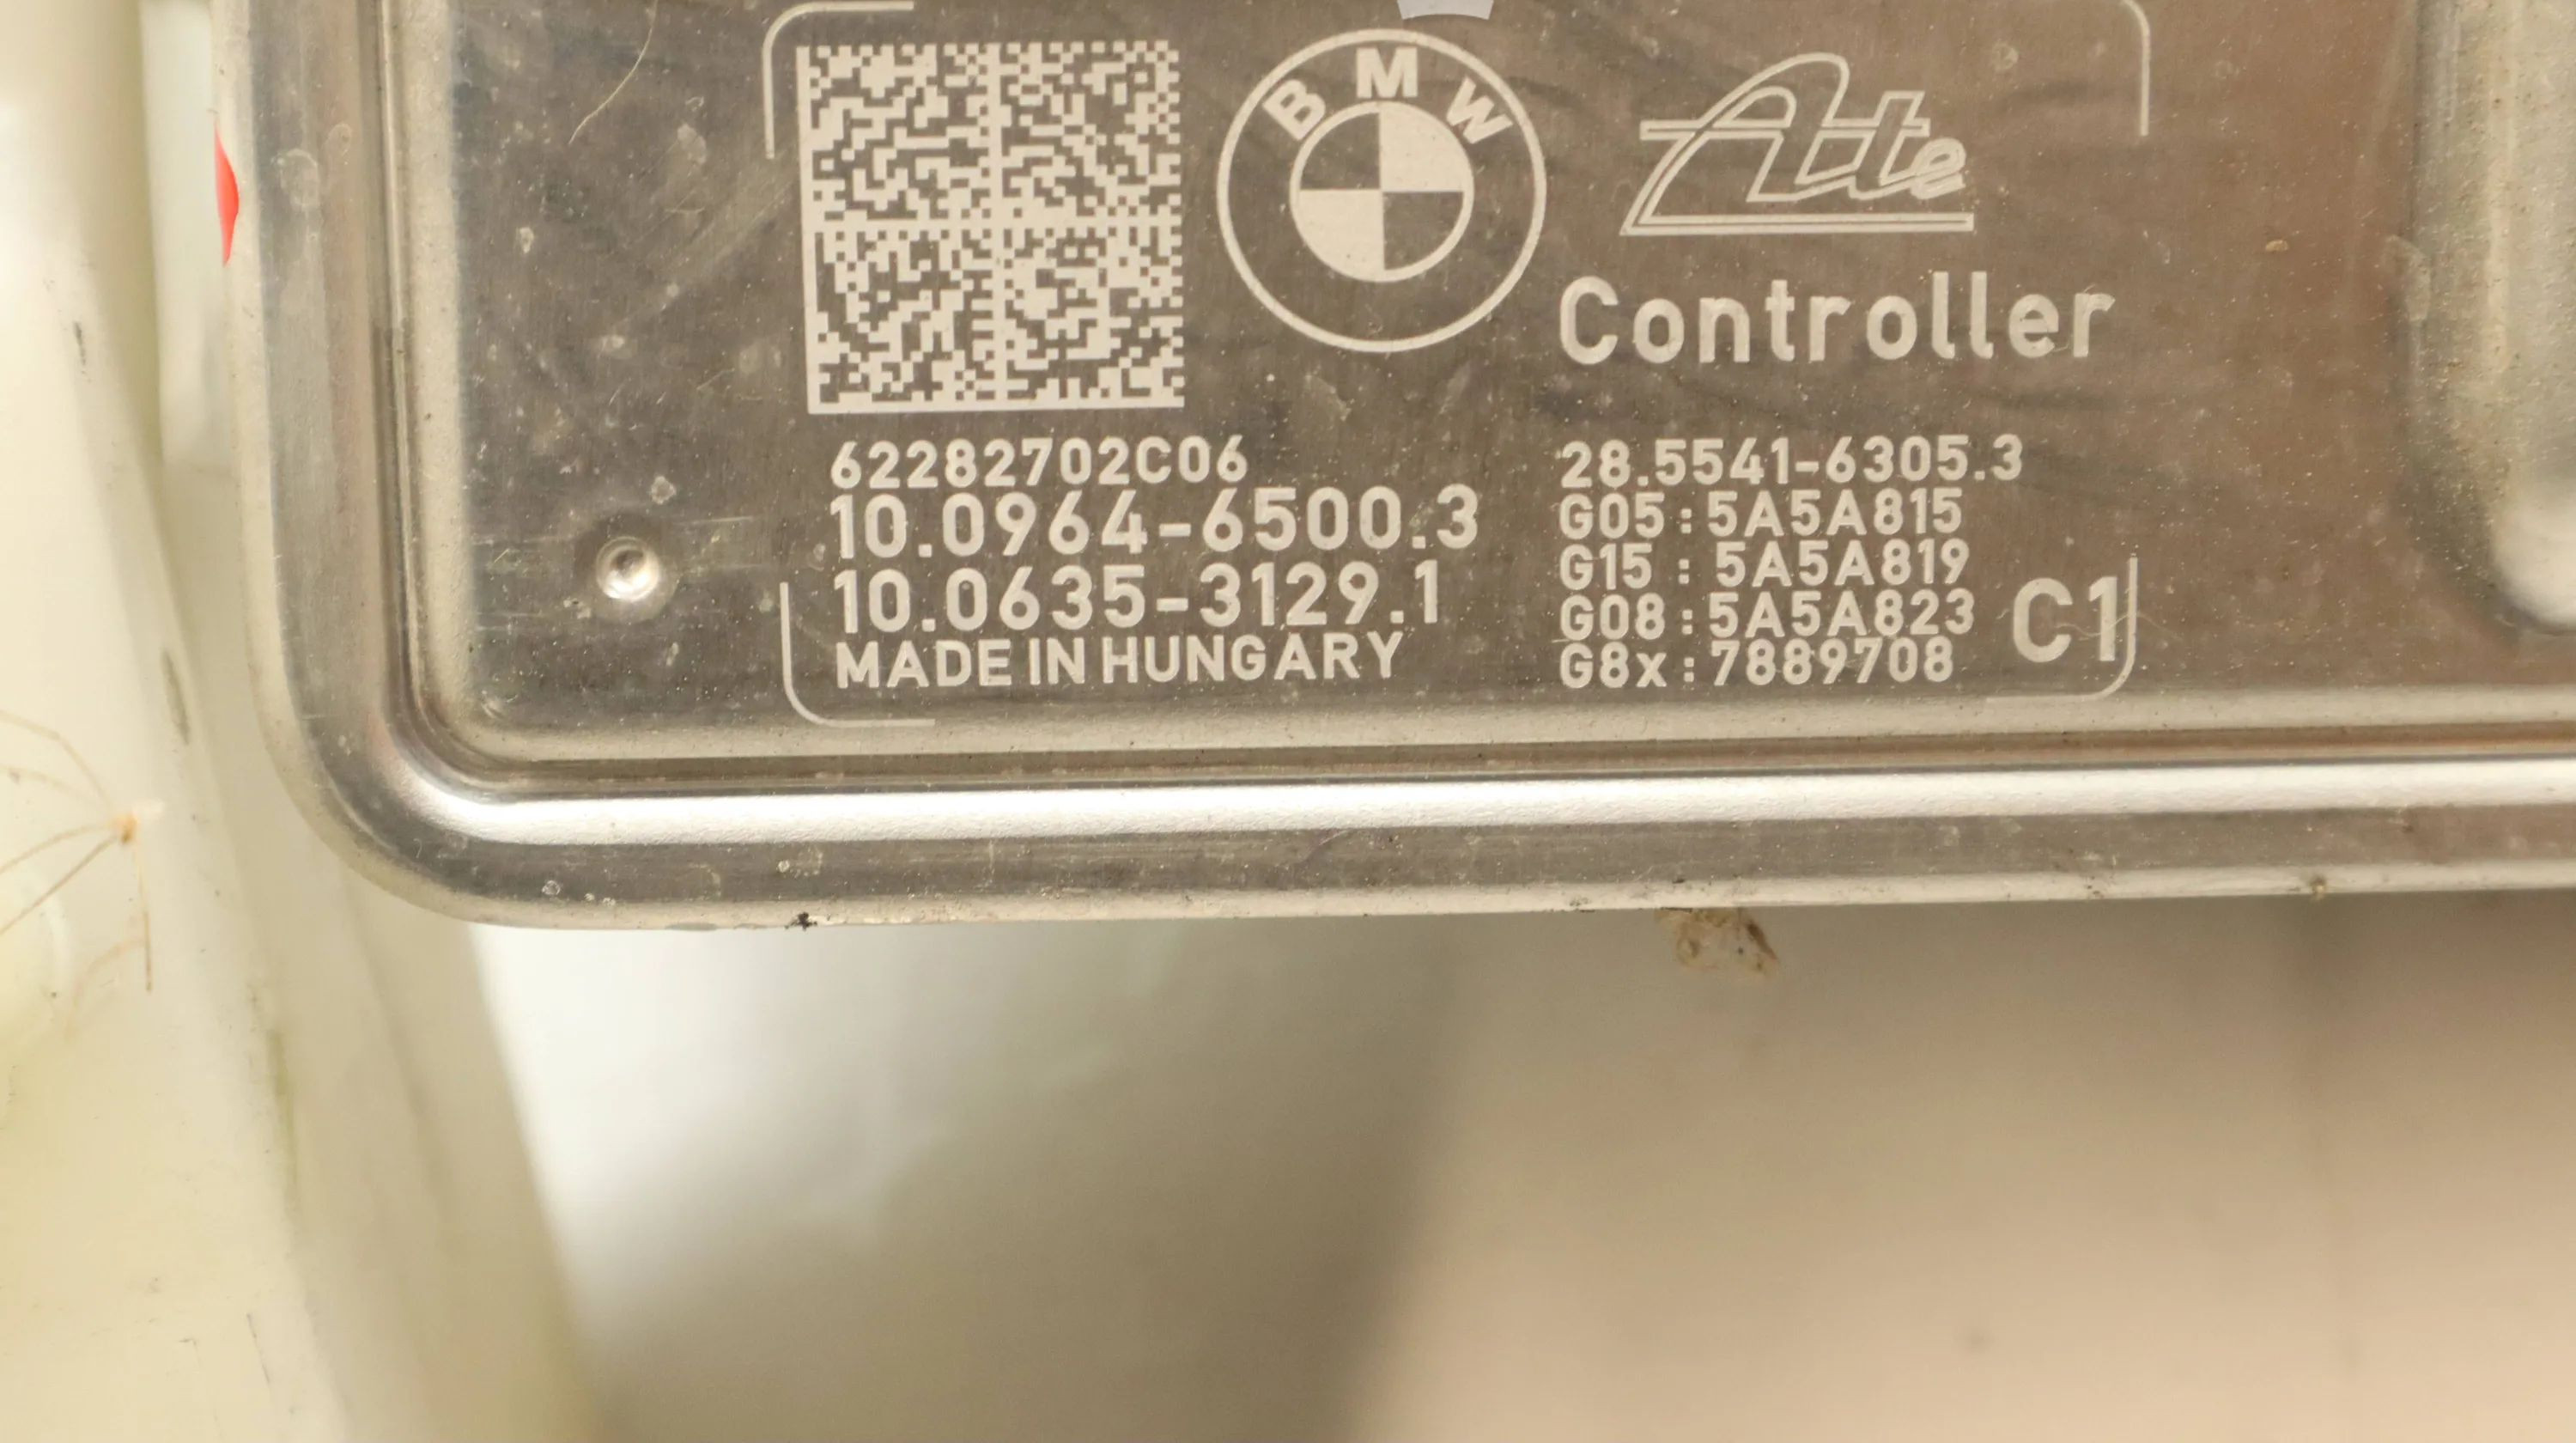 BMW
Ate
Controller
62282702C06
10.0964-6500.3
10.0635-3129.1
MADE IN HUNGARY
28.5541-6305.3
G05:5A5A815
G15:5A5A819
G08:5A5A823
G8x:7889708
C1